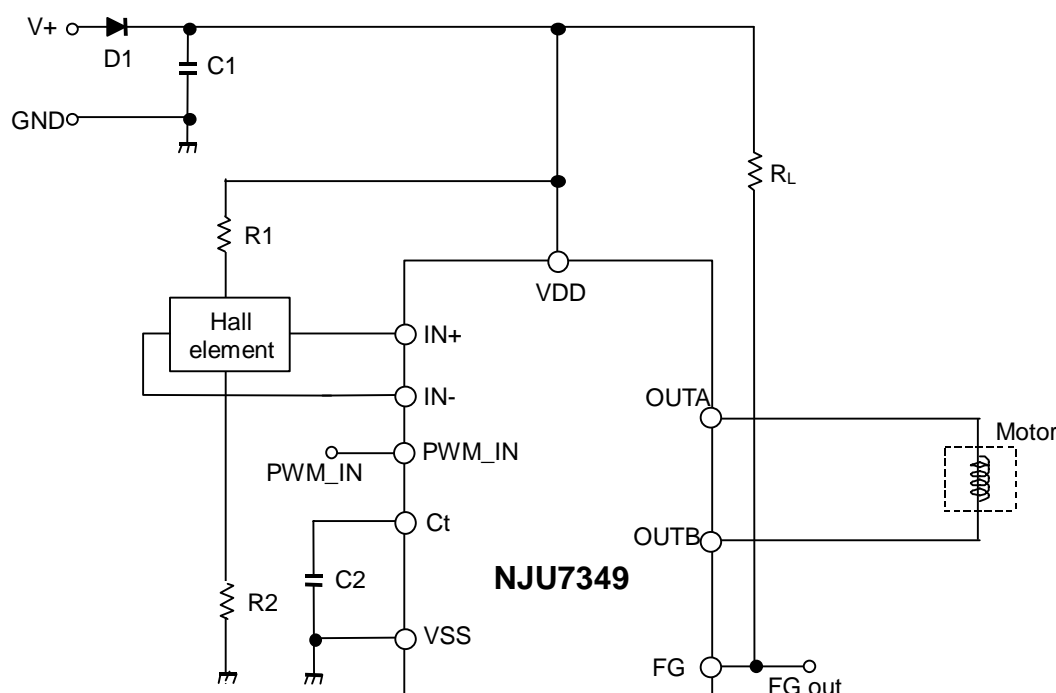 V+
D1
C1
GND
RL
R1
VDD
Hall
element
IN+
IN-
OUTA
Motor
PWM_IN
PWM_IN
Ct
OUTB
C2
NJU7349
R2
VSS
FG
FG out